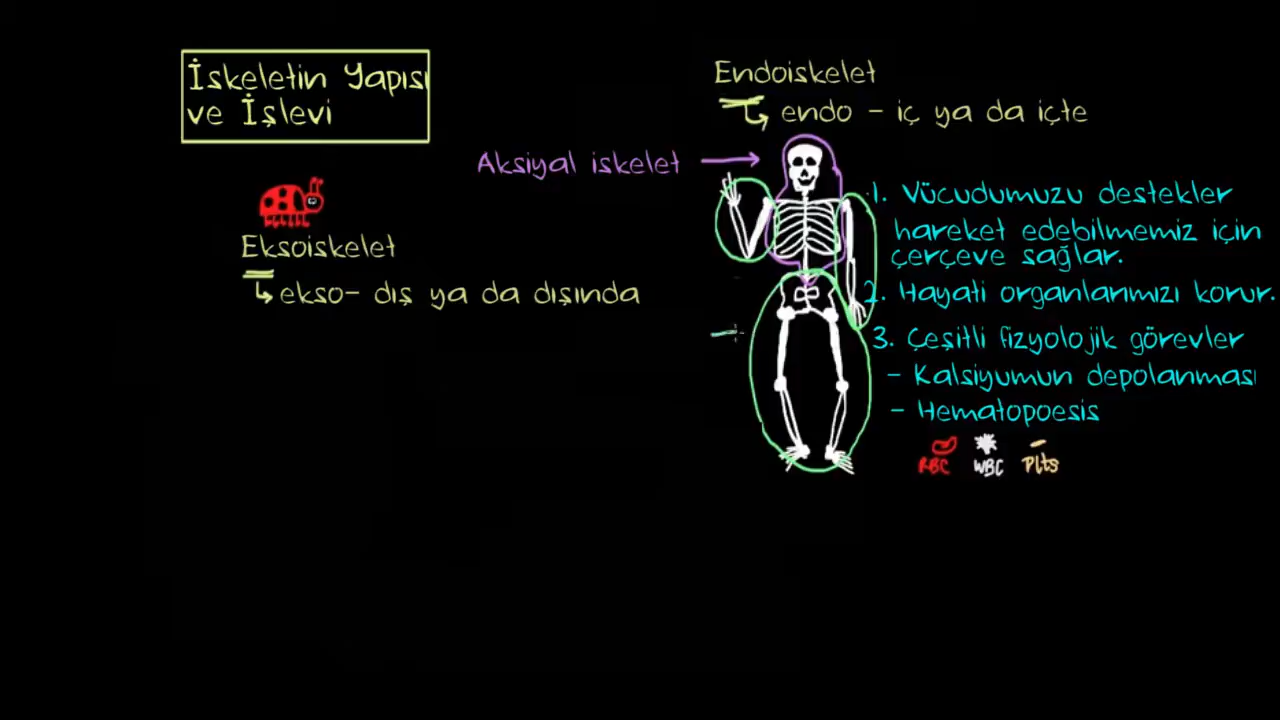 İskeletin Yapısı
ve İşlevi
Eksoiskelet
ekso- dış ya da dışında
Endoiskelet
endo - iç ya da içte
Aksiyal iskelet
1. Vücudumuzu destekler
hareket edebilmemiz için
çerçeve sağlar.
2. Hayati organlarımızı korur.
3. Çeşitli fizyolojik görevler
- Kalsiyumun depolanması
- Hematopoesis
RBC WBC Plts